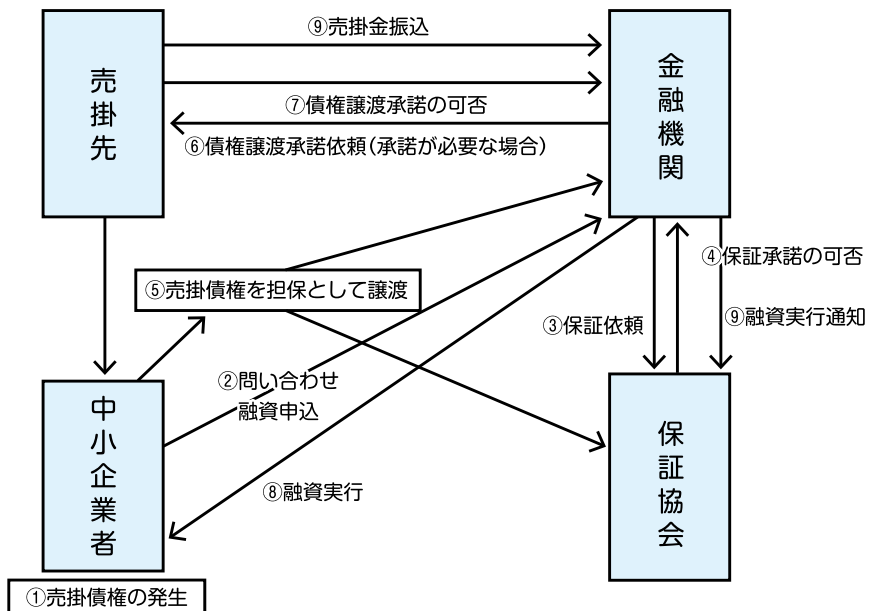 ⑨売掛金振込
売掛先
金融機関
⑦債権譲渡承諾の可否
⑥債権譲渡承諾依頼(承諾が必要な場合)
④保証承諾の可否
⑤売掛債権を担保として譲渡
③保証依頼
⑨融資実行通知
②問い合わせ
融資申込
中小企業者
保証協会
⑧融資実行
①売掛債権の発生